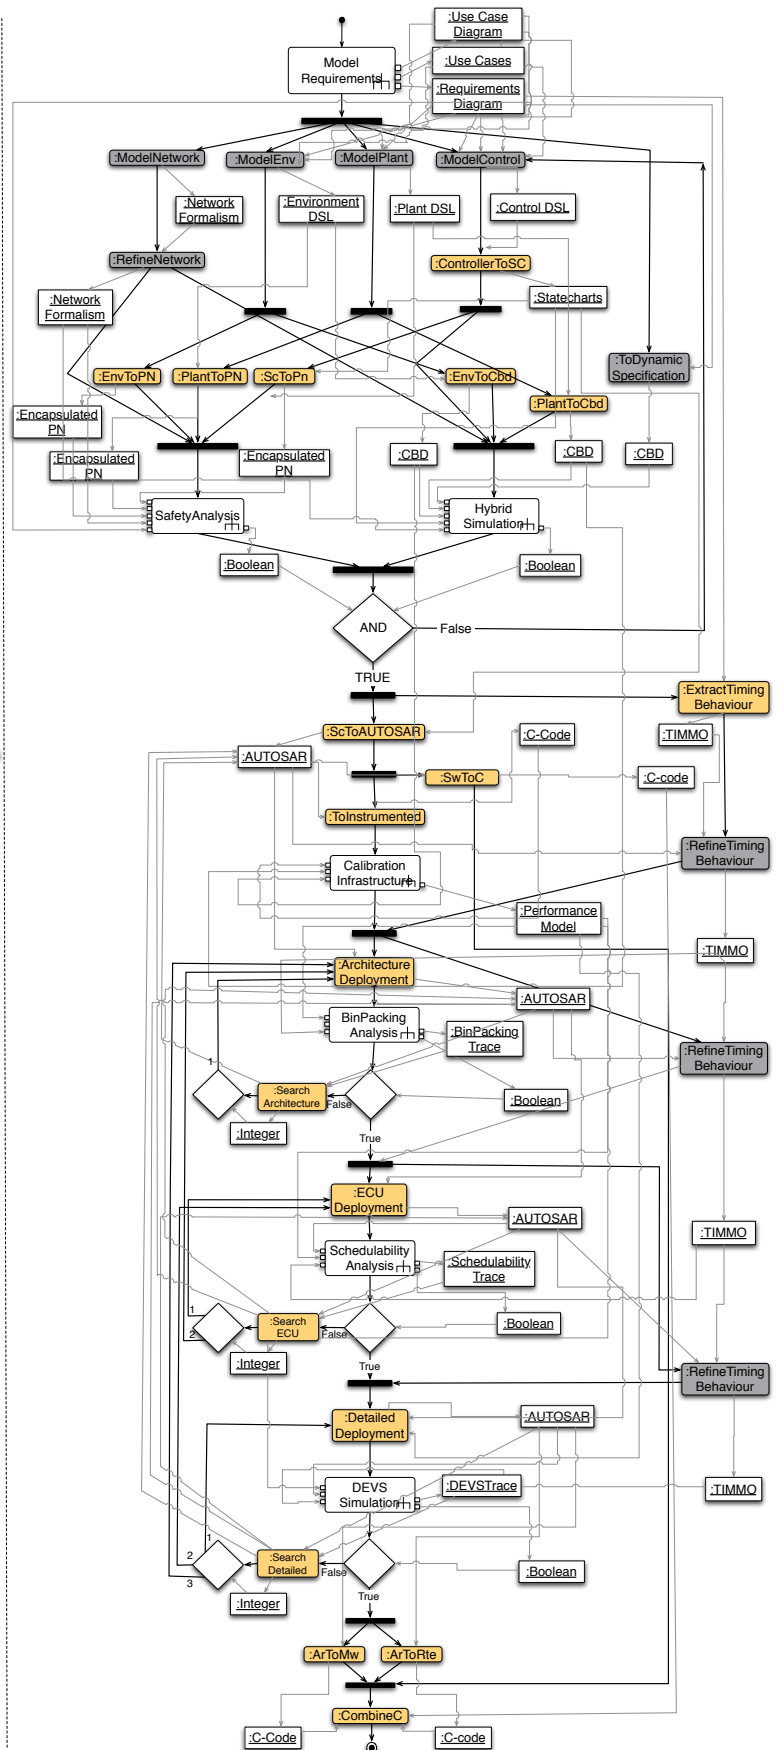 :Use Case
Diagram
Model
Requirements
:Use Cases
:Requirements
Diagram
:ModelNetwork
:ModelEnv
:ModelPlant
:ModelControl
:Network
Formalism
:Environment
DSL
:Plant DSL
:Control DSL
:RefineNetwork
:ControllerToSC
:Network
Formalism
:Statecharts
:ToDynamic
Specification
:EnvToPN
:PlantToPN
:ScToPn
:EnvToCbd
:PlantToCbd
:Encapsulated
PN
:Encapsulated
PN
:Encapsulated
PN
:CBD
:CBD
:CBD
SafetyAnalysis
Hybrid
Simulation
:Boolean
:Boolean
AND
False
TRUE
:ExtractTiming
Behaviour
:ScToAUTOSAR
:C-Code
:TIMMO
:AUTOSAR
:SwToC
:C-code
:ToInstrumented
:RefineTiming
Behaviour
Calibration
Infrastructure
:Performance
Model
:TIMMO
:Architecture
Deployment
:AUTOSAR
BinPacking
Analysis
:BinPacking
Trace
:RefineTiming
Behaviour
1
:Search
Architecture
False
:Boolean
:Integer
True
:ECU
Deployment
:AUTOSAR
:TIMMO
Schedulability
Analysis
:Schedulability
Trace
1
2
:Search
ECU
False
:Boolean
:Integer
True
:RefineTiming
Behaviour
:Detailed
Deployment
:AUTOSAR
DEVS
Simulation
:DEVSTrace
:TIMMO
1
2
3
:Search
Detailed
False
:Boolean
:Integer
True
:ArToMw
:ArToRte
:CombineC
:C-Code
:C-code